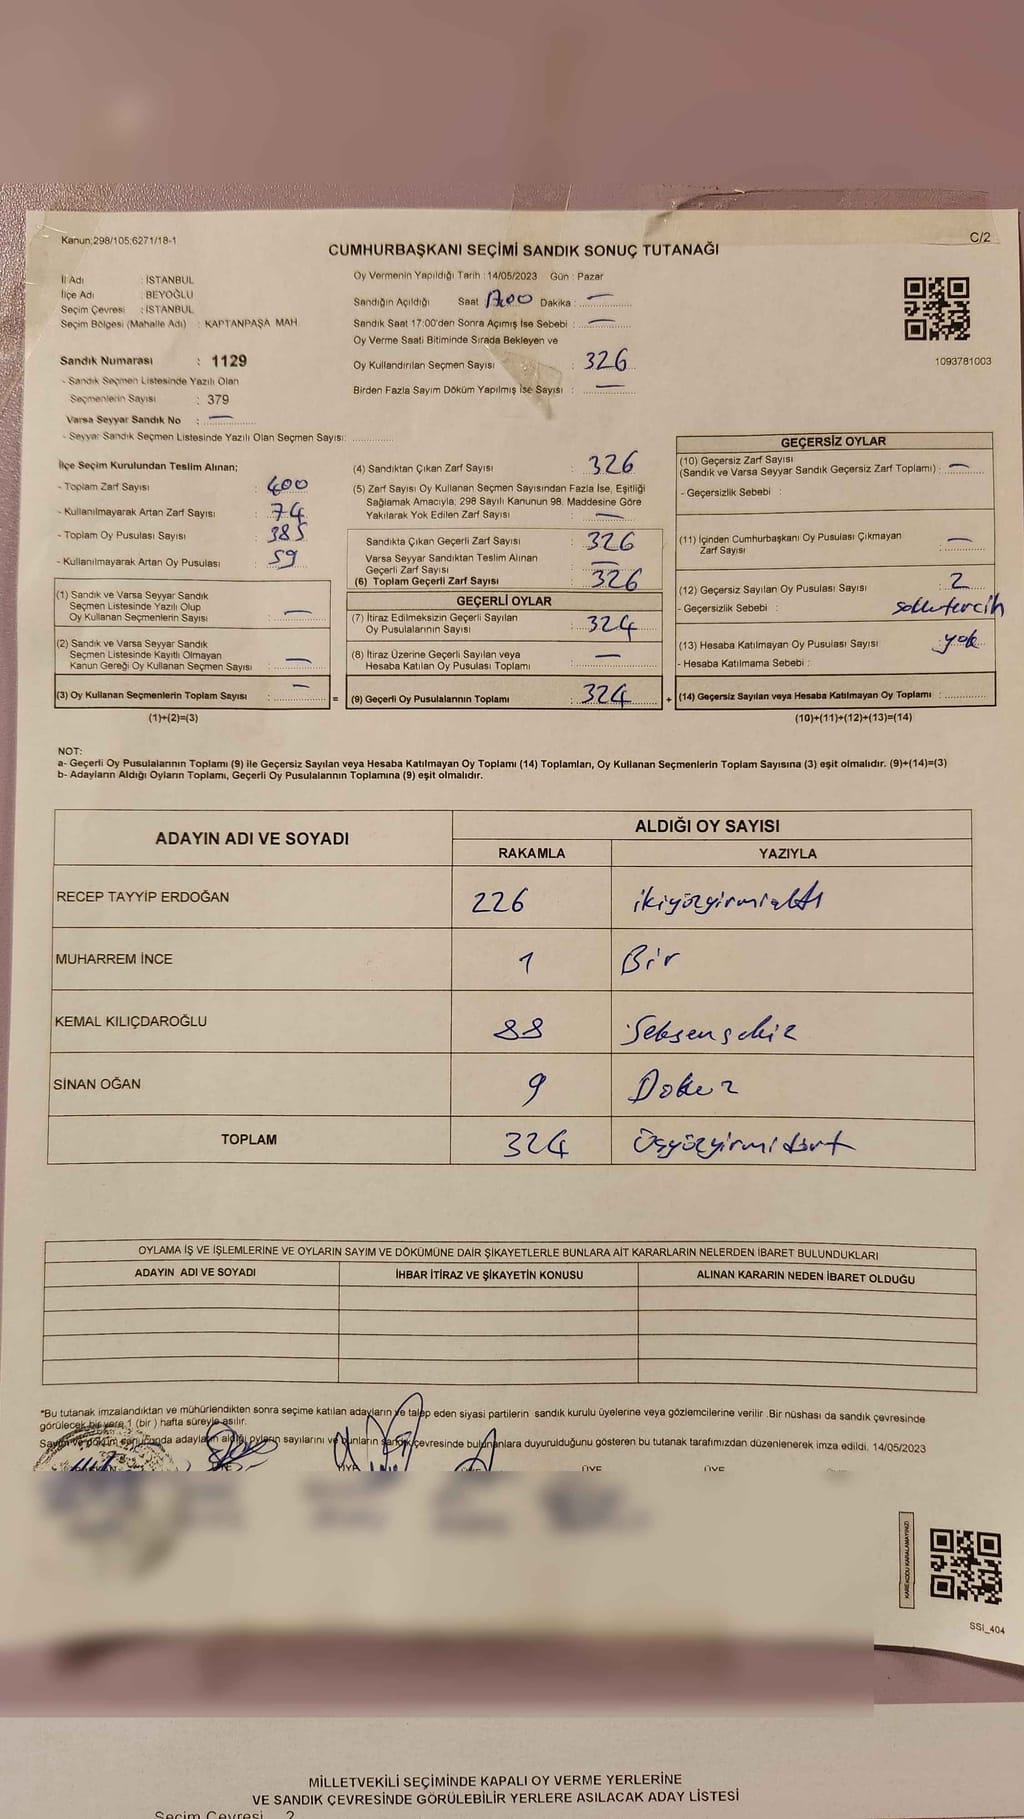 Kanun:298/105;6271/18-1
C/2
CUMHURBAŞKANI SEÇİMİ SANDIK SONUÇ TUTANAĞI
İl Adı : İSTANBUL
İlçe Adı : BEYOĞLU
Seçim Çevresi : İSTANBUL
Seçim Bölgesi (Mahalle Adı) : KAPTANPAŞA MAH
Sandık Numarası : 1129
- Sandık Seçmen Listesinde Yazılı Olan
Seçmenlerin Sayısı : 379
Varsa Seyyar Sandık No : —
- Seyyar Sandık Seçmen Listesinde Yazılı Olan Seçmen Sayısı: ............
Oy Vermenin Yapıldığı Tarih : 14/05/2023 Gün : Pazar
Sandığın Açıldığı Saat 17.00 Dakika : —
Sandık Saat 17:00'den Sonra Açımış İse Sebebi : —
Oy Verme Saati Bitiminde Sırada Bekleyen ve
Oy Kullandırılan Seçmen Sayısı : 326
Birden Fazla Sayım Döküm Yapılmış İse Sayısı : —
1093781003
İlçe Seçim Kurulundan Teslim Alınan;
- Toplam Zarf Sayısı : 400
- Kullanılmayarak Artan Zarf Sayısı : 74
- Toplam Oy Pusulası Sayısı : 385
- Kullanılmayarak Artan Oy Pusulası : 59
(1) Sandık ve Varsa Seyyar Sandık
Seçmen Listesinde Yazılı Olup
Oy Kullanan Seçmenlerin Sayısı : —
(2) Sandık ve Varsa Seyyar Sandık
Seçmen Listesinde Kayıtlı Olmayan
Kanun Gereği Oy Kullanan Seçmen Sayısı : —
(3) Oy Kullanan Seçmenlerin Toplam Sayısı : —
(1)+(2)=(3)
(4) Sandıktan Çıkan Zarf Sayısı : 326
(5) Zarf Sayısı Oy Kullanan Seçmen Sayısından Fazla İse, Eşitliği
Sağlamak Amacıyla, 298 Sayılı Kanunun 98. Maddesine Göre
Yakılarak Yok Edilen Zarf Sayısı : —
Sandıkta Çıkan Geçerli Zarf Sayısı : 326
Varsa Seyyar Sandıktan Teslim Alınan
Geçerli Zarf Sayısı : —
(6) Toplam Geçerli Zarf Sayısı : 326
GEÇERLİ OYLAR
(7) İtiraz Edilmeksizin Geçerli Sayılan
Oy Pusulalarının Sayısı : 324
(8) İtiraz Üzerine Geçerli Sayılan veya
Hesaba Katılan Oy Pusulası Toplamı : —
= (9) Geçerli Oy Pusulalarının Toplamı : 324
GEÇERSİZ OYLAR
(10) Geçersiz Zarf Sayısı
(Sandık ve Varsa Seyyar Sandık Geçersiz Zarf Toplamı) : —
- Geçersizlik Sebebi :
(11) İçinden Cumhurbaşkanı Oy Pusulası Çıkmayan
Zarf Sayısı : —
(12) Geçersiz Sayılan Oy Pusulası Sayısı : 2
- Geçersizlik Sebebi :
(13) Hesaba Katılmayan Oy Pusulası Sayısı : yok
- Hesaba Katılmama Sebebi :
+ (14) Geçersiz Sayılan veya Hesaba Katılmayan Oy Toplamı : ............
(10)+(11)+(12)+(13)=(14)
NOT:
a- Geçerli Oy Pusulalarının Toplamı (9) ile Geçersiz Sayılan veya Hesaba Katılmayan Oy Toplamı (14) Toplamları, Oy Kullanan Seçmenlerin Toplam Sayısına (3) eşit olmalıdır. (9)+(14)=(3)
b- Adayların Aldığı Oyların Toplamı, Geçerli Oy Pusulalarının Toplamına (9) eşit olmalıdır.
ADAYIN ADI VE SOYADI ALDIĞI OY SAYISI
RAKAMLA YAZIYLA
RECEP TAYYİP ERDOĞAN 226 ikiyüzyirmialtı
MUHARREM İNCE 1 Bir
KEMAL KILIÇDAROĞLU 88 Seksensekiz
SİNAN OĞAN 9 Dokuz
TOPLAM 324 Üçyüzyirmidört
OYLAMA İŞ VE İŞLEMLERİNE VE OYLARIN SAYIM VE DÖKÜMÜNE DAİR ŞİKAYETLERLE BUNLARA AİT KARARLARIN NELERDEN İBARET BULUNDUKLARI
ADAYIN ADI VE SOYADI İHBAR İTİRAZ VE ŞİKAYETİN KONUSU ALINAN KARARIN NEDEN İBARET OLDUĞU
*Bu tutanak imzalandıktan ve mühürlendikten sonra seçime katılan adayların ve talep eden siyasi partilerin sandık kurulu üyelerine veya gözlemcilerine verilir .Bir nüshası da sandık çevresinde
görülecek bir yere 1 (bir ) hafta süreyle asılır.
Sayım ve döküm sonucunda adayların aldığı oyların sayılarını ve bunların sandık çevresinde bulunanlara duyurulduğunu gösteren bu tutanak tarafımızdan düzenlenerek imza edildi. 14/05/2023
ÜYE ÜYE ÜYE ÜYE
KAREKODU KARALAMAYINIZ!
SSI_404
MİLLETVEKİLİ SEÇİMİNDE KAPALI OY VERME YERLERİNE
VE SANDIK ÇEVRESİNDE GÖRÜLEBİLİR YERLERE ASILACAK ADAY LİSTESİ
Seçim Çevresi 2